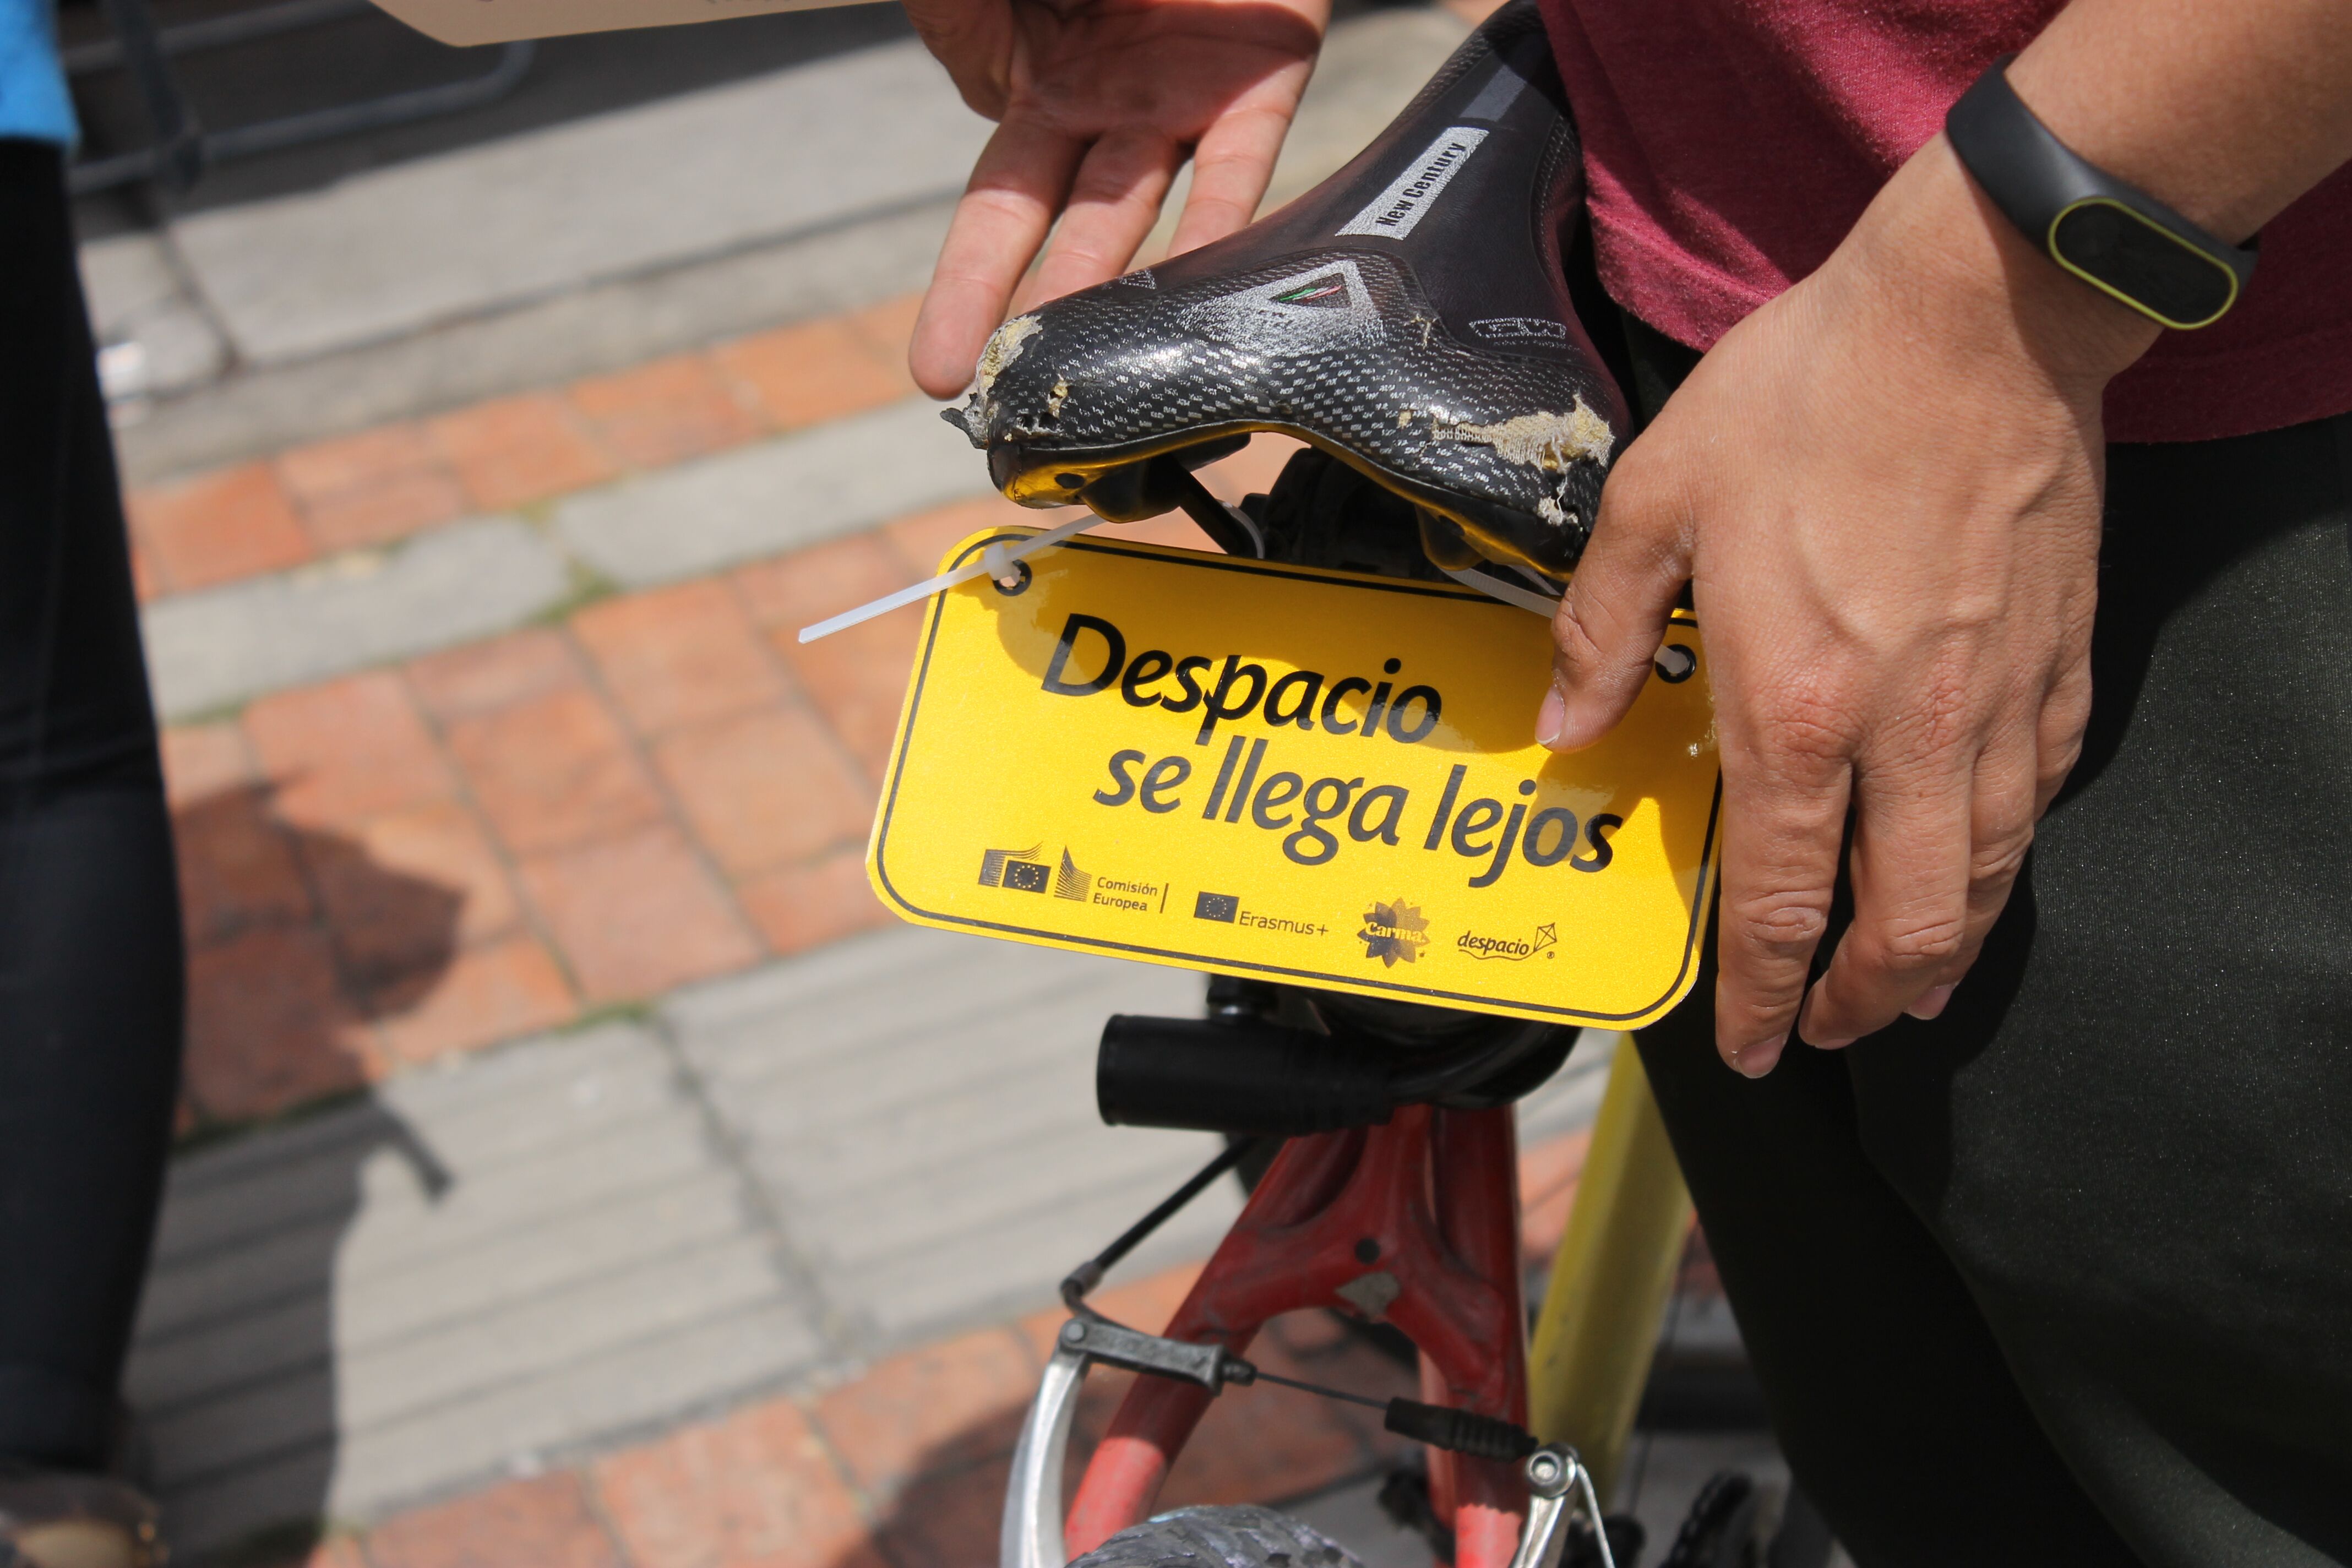 New Century
Despacio
se llega lejos
Comisión
Europea
Erasmus+
Carma
despacio